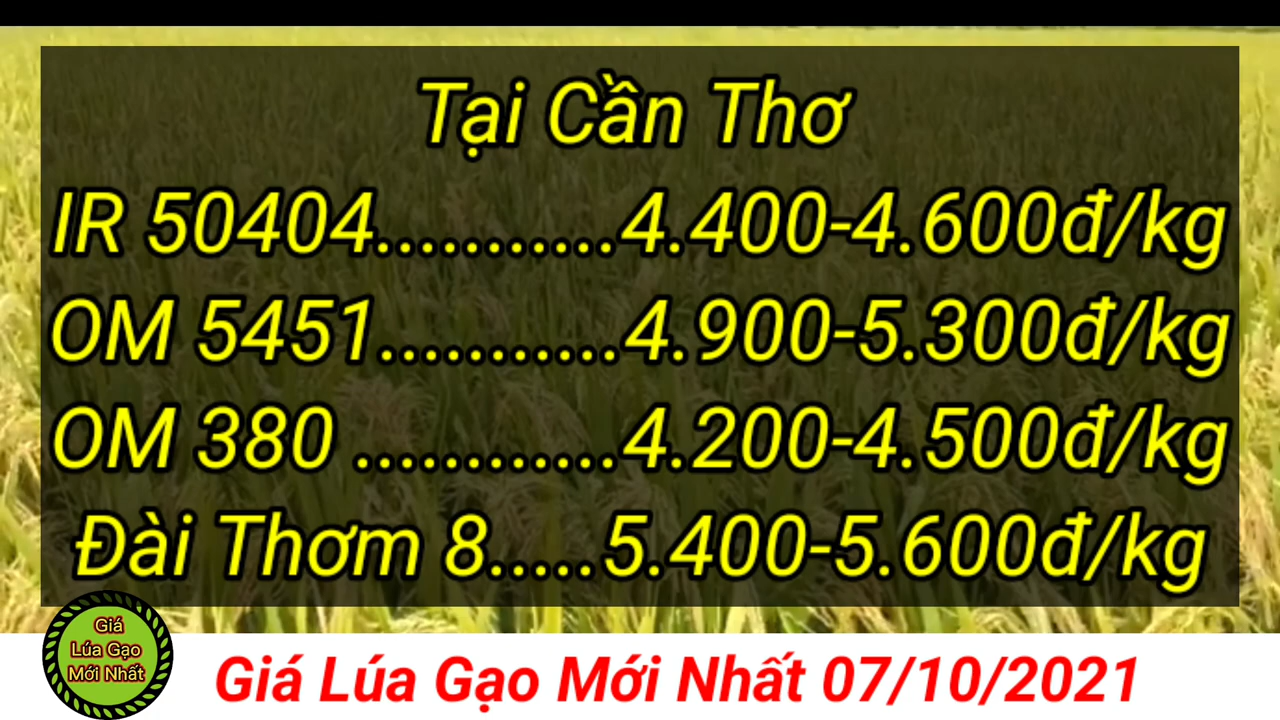 Tại Cần Thơ
IR 50404...........4.400-4.600đ/kg
OM 5451...........4.900-5.300đ/kg
OM 380 ............4.200-4.500đ/kg
Đài Thơm 8.....5.400-5.600đ/kg
Giá
Lúa Gạo
Mới Nhất
Giá Lúa Gạo Mới Nhất 07/10/2021